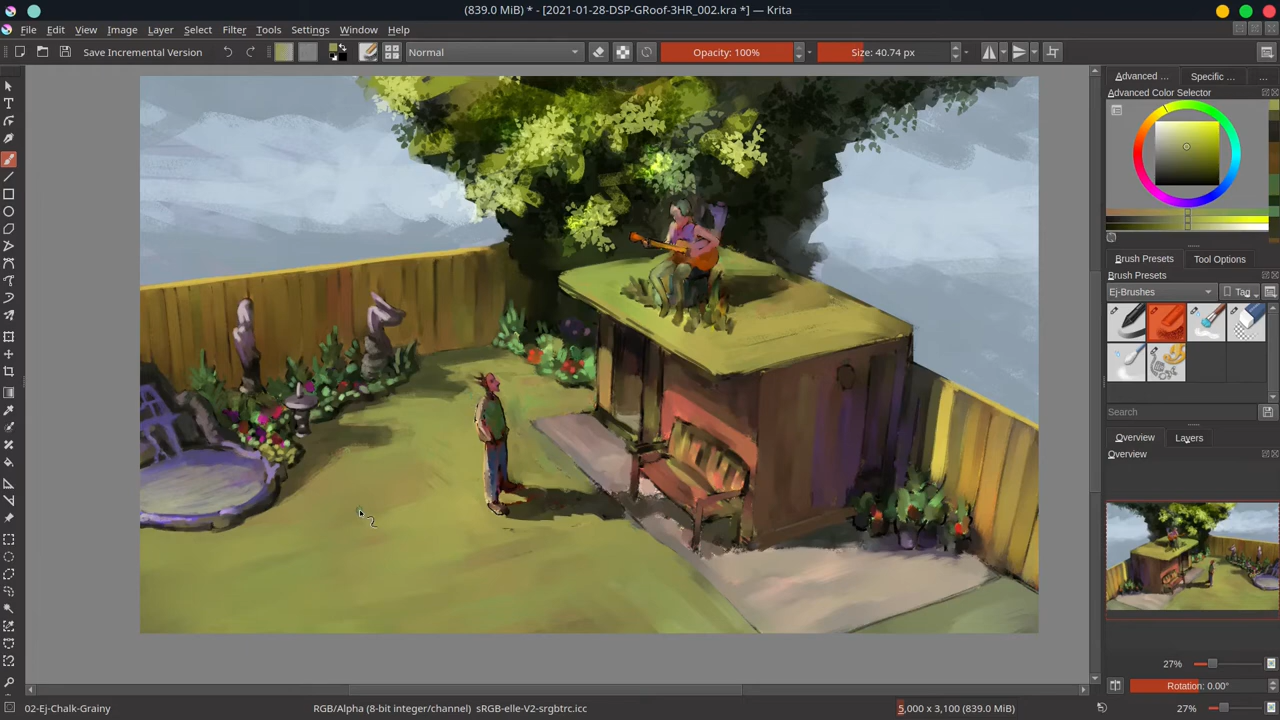 (839.0 MiB) * - [2021-01-28-DSP-GRoof-3HR_002.kra *] — Krita
File Edit View Image Layer Select Filter Tools Settings Window Help
Save Incremental Version Normal Opacity: 100% Size: 40.74 px
Advanced ... Specific ... ...
Advanced Color Selector
Brush Presets Tool Options
Brush Presets
Ej-Brushes Tag
Search
Overview Layers
Overview
27%
Rotation: 0.00°
02-Ej-Chalk-Grainy RGB/Alpha (8-bit integer/channel) sRGB-elle-V2-srgbtrc.icc 5,000 x 3,100 (839.0 MiB) 27%